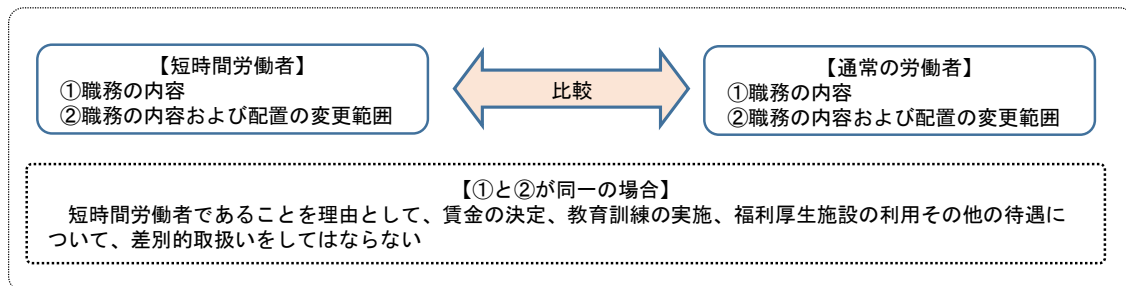 【短時間労働者】
①職務の内容
②職務の内容および配置の変更範囲
比較
【通常の労働者】
①職務の内容
②職務の内容および配置の変更範囲
【①と②が同一の場合】
短時間労働者であることを理由として、賃金の決定、教育訓練の実施、福利厚生施設の利用その他の待遇に
ついて、差別的取扱いをしてはならない